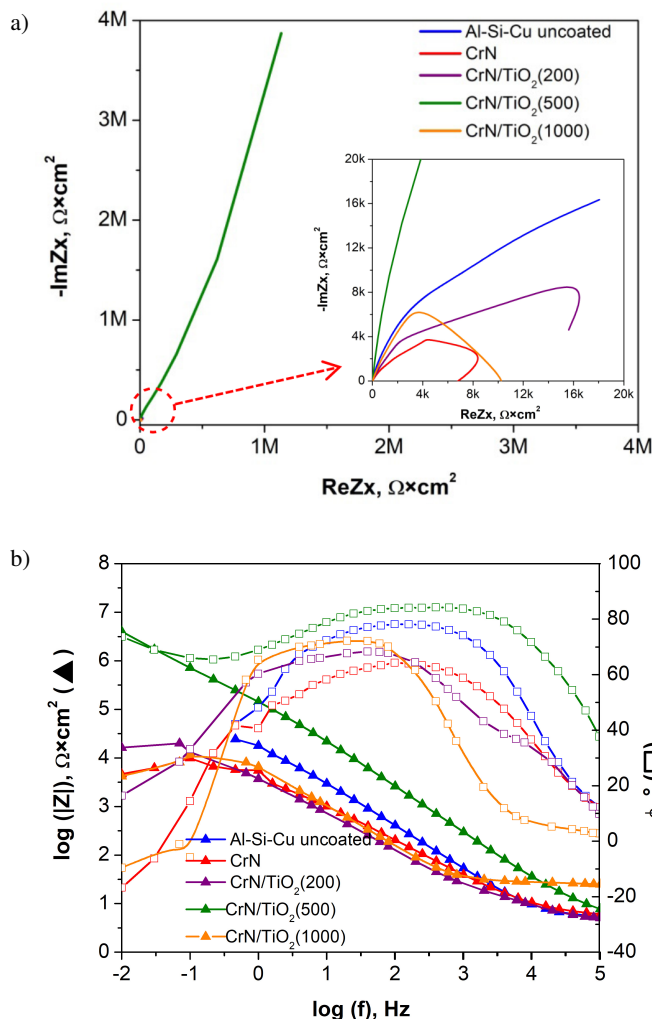 a)
4M
3M
2M
1M
0
-ImZx, Ω×cm²
0
1M
2M
3M
4M
ReZx, Ω×cm²
Al-Si-Cu uncoated
CrN
CrN/TiO₂(200)
CrN/TiO₂(500)
CrN/TiO₂(1000)
20k
16k
12k
8k
4k
0
-ImZx, Ω×cm²
0
4k
8k
12k
16k
20k
ReZx, Ω×cm²
b)
8
7
6
5
4
3
2
1
0
log (|Z|), Ω×cm² (▲)
100
80
60
40
20
0
-20
-40
Al-Si-Cu uncoated
CrN
CrN/TiO₂(200)
CrN/TiO₂(500)
CrN/TiO₂(1000)
-2
-1
0
1
2
3
4
5
log (f), Hz